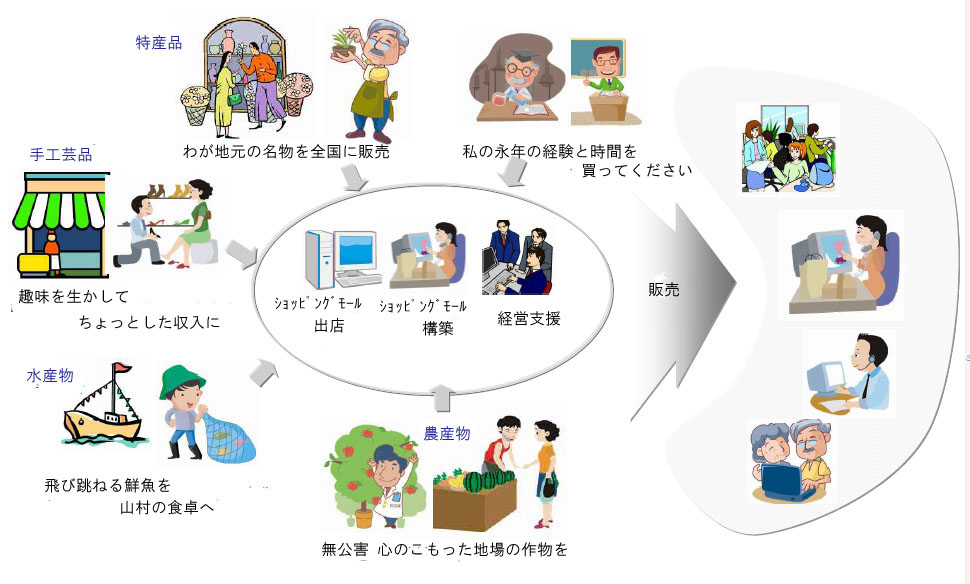 特産品
わが地元の名物を全国に販売
私の永年の経験と時間を
買ってください
手工芸品
趣味を生かして
ちょっとした収入に
ｼｮｯﾋﾟﾝｸﾞﾓｰﾙ
出店
ｼｮｯﾋﾟﾝｸﾞﾓｰﾙ
構築
経営支援
販売
水産物
飛び跳ねる鮮魚を
山村の食卓へ
農産物
無公害 心のこもった地場の作物を